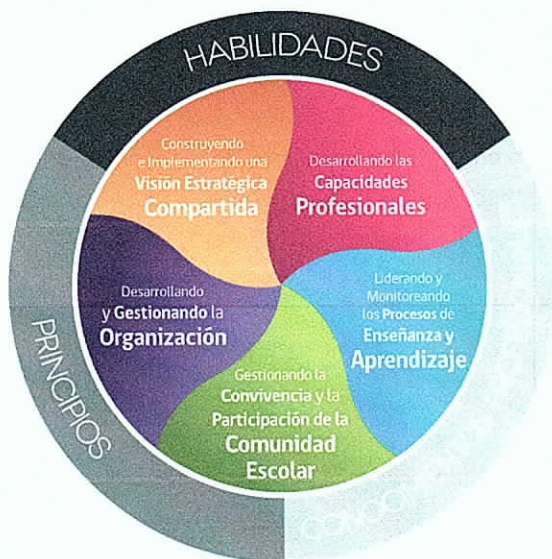 HABILIDADES
Construyendo
e Implementando una
Visión Estratégica
Compartida
Desarrollando las
Capacidades
Profesionales
Desarrollando
y Gestionando la
Organización
Liderando y
Monitoreando
los Procesos de
Enseñanza y
Aprendizaje
Gestionando la
Convivencia y la
Participación de la
Comunidad
Escolar
PRINCIPIOS